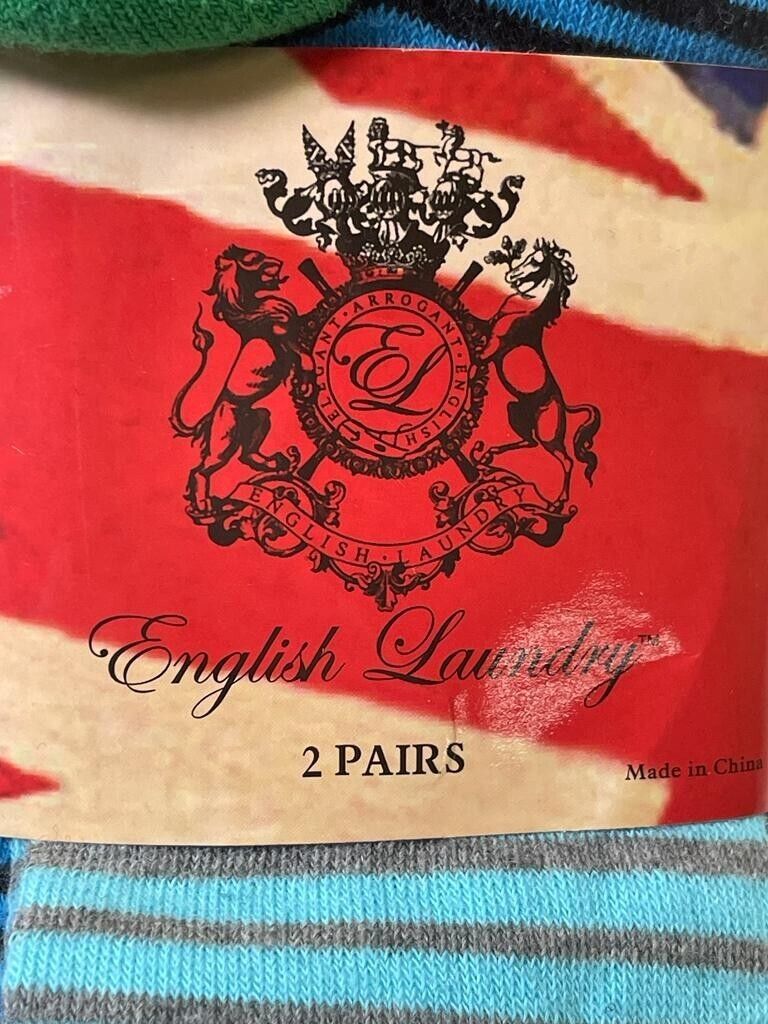 ELEGANT · ARROGANT · ENGLISH
EL
ENGLISH · LAUNDRY
English Laundry™
2 PAIRS
Made in China